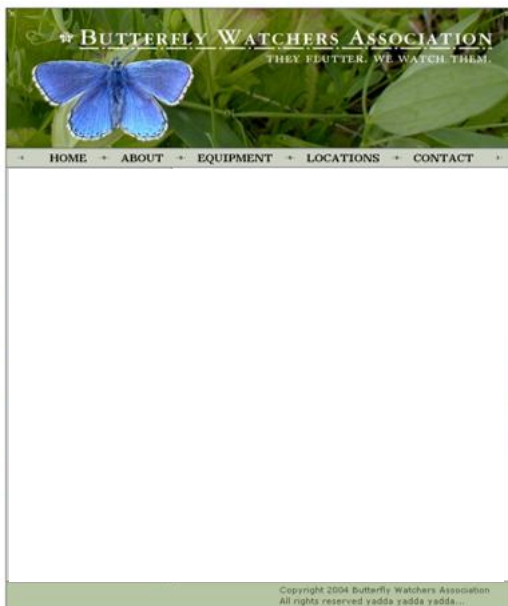 BUTTERFLY WATCHERS ASSOCIATION
THEY FLUTTER. WE WATCH THEM.
HOME ABOUT EQUIPMENT LOCATIONS CONTACT
Copyright 2004 Butterfly Watchers Association
All rights reserved yadda yadda yadda...